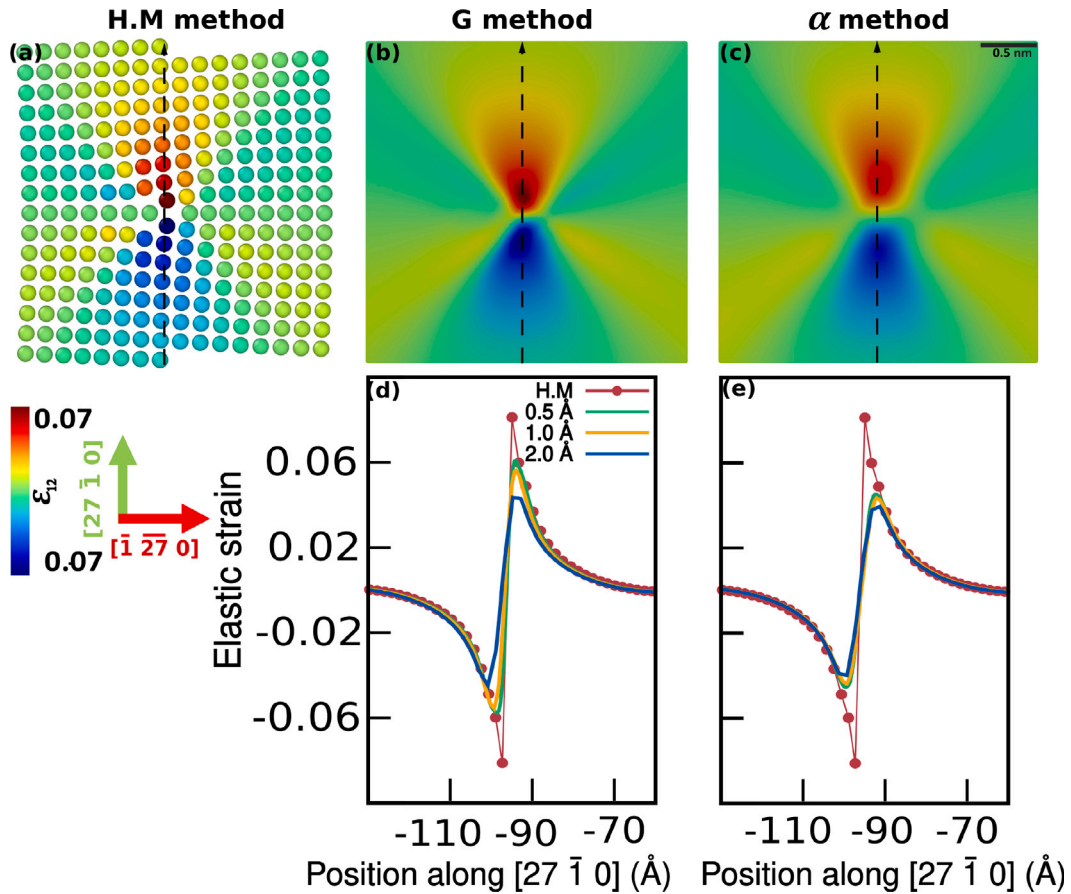 H.M method
G method
α method
(a)
(b)
(c)
0.5 nm
0.07
ε₁₂
0.07
[27 1̄ 0]
[1̄ 2̄7̄ 0]
(d)
H.M
0.5 Å
1.0 Å
2.0 Å
(e)
Elastic strain
0.06
0.02
-0.02
-0.06
-110
-90
-70
-110
-90
-70
Position along [27 1̄ 0] (Å)
Position along [27 1̄ 0] (Å)